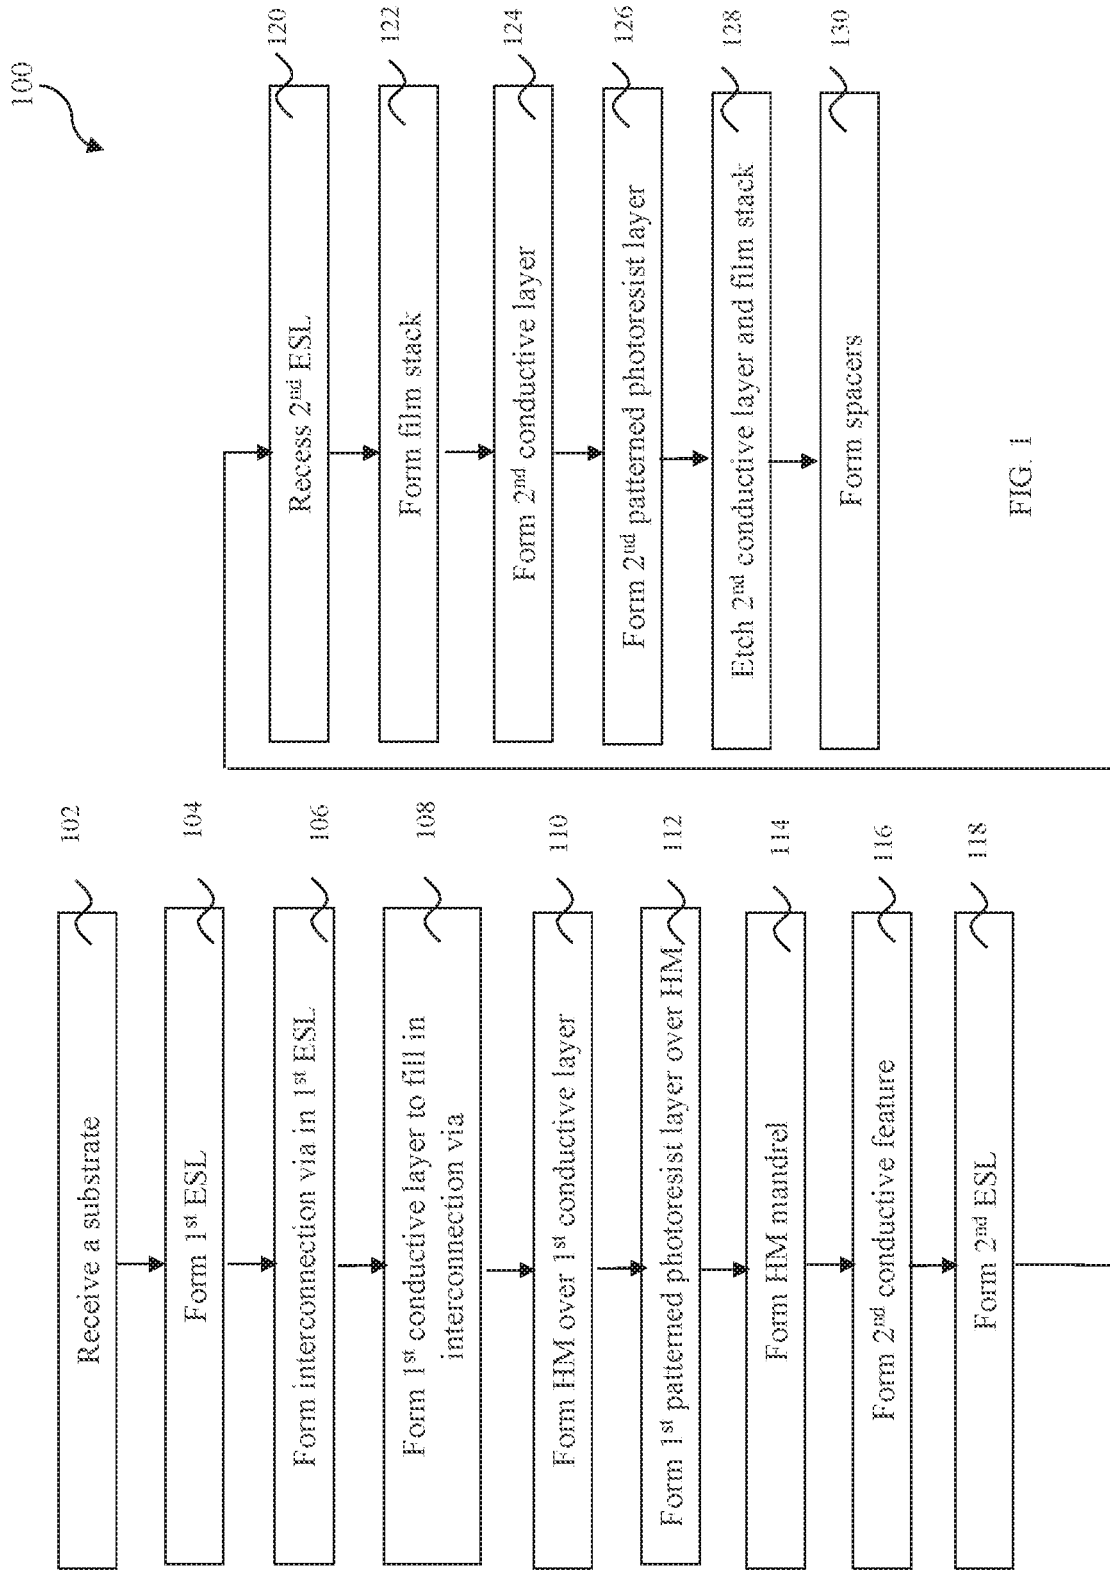 100
Receive a substrate
102
Form 1st ESL
104
Form interconnection via in 1st ESL
106
Form 1st conductive layer to fill in
interconnection via
108
Form HM over 1st conductive layer
110
Form 1st patterned photoresist layer over HM
112
Form HM mandrel
114
Form 2nd conductive feature
116
Form 2nd ESL
118
Recess 2nd ESL
120
Form film stack
122
Form 2nd conductive layer
124
Form 2nd patterned photoresist layer
126
Etch 2nd conductive layer and film stack
128
Form spacers
130
FIG. 1